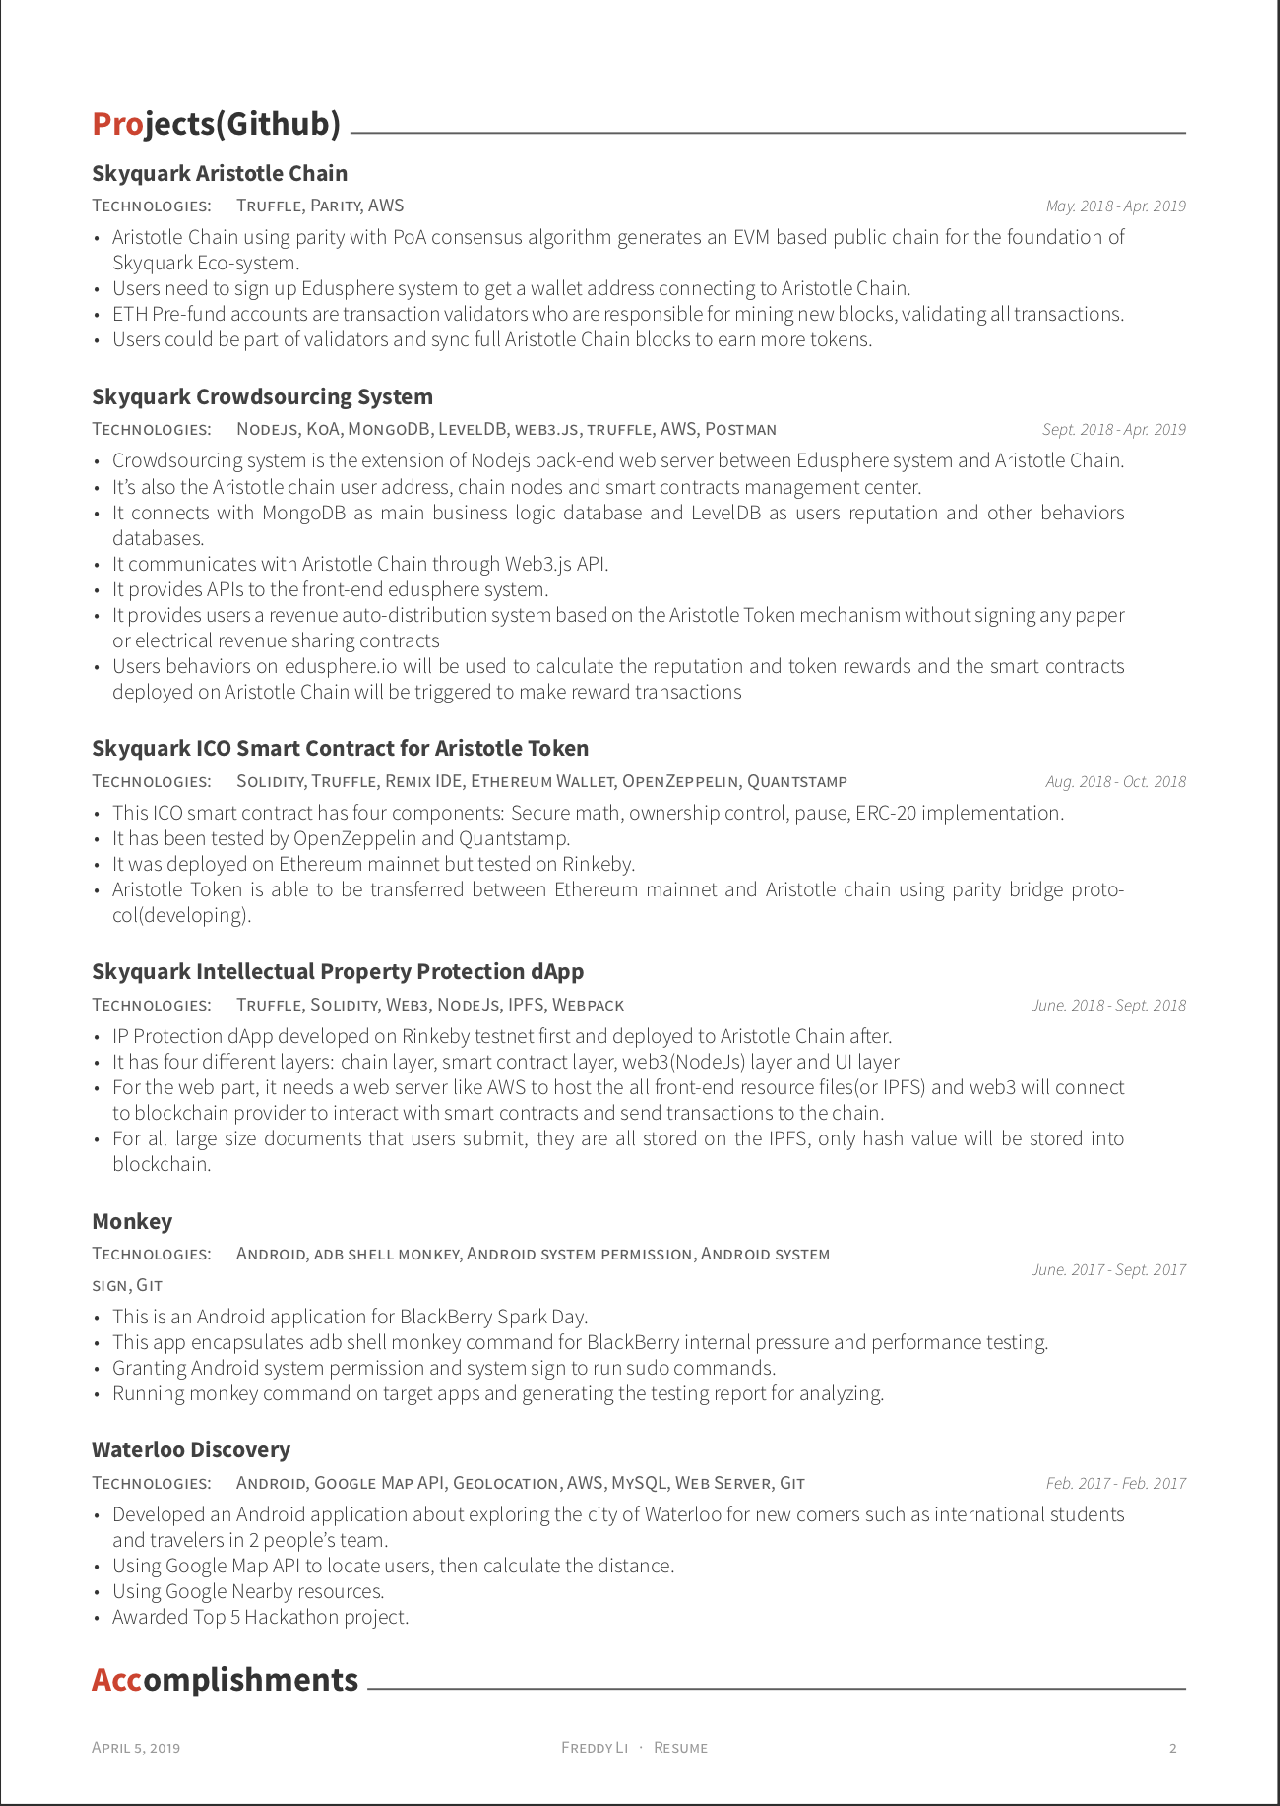 Projects(Github)
Skyquark Aristotle Chain
Technologies: Truffle, Parity, AWS
May. 2018 - Apr. 2019
• Aristotle Chain using parity with PoA consensus algorithm generates an EVM based public chain for the foundation of
Skyquark Eco-system.
• Users need to sign up Edusphere system to get a wallet address connecting to Aristotle Chain.
• ETH Pre-fund accounts are transaction validators who are responsible for mining new blocks, validating all transactions.
• Users could be part of validators and sync full Aristotle Chain blocks to earn more tokens.
Skyquark Crowdsourcing System
Technologies: NodeJs, KoA, MongoDB, LevelDB, web3.js, truffle, AWS, Postman
Sept. 2018 - Apr. 2019
• Crowdsourcing system is the extension of Nodejs back-end web server between Edusphere system and Aristotle Chain.
• It's also the Aristotle chain user address, chain nodes and smart contracts management center.
• It connects with MongoDB as main business logic database and LevelDB as users reputation and other behaviors
databases.
• It communicates with Aristotle Chain through Web3.js API.
• It provides APIs to the front-end edusphere system.
• It provides users a revenue auto-distribution system based on the Aristotle Token mechanism without signing any paper
or electrical revenue sharing contracts
• Users behaviors on edusphere.io will be used to calculate the reputation and token rewards and the smart contracts
deployed on Aristotle Chain will be triggered to make reward transactions
Skyquark ICO Smart Contract for Aristotle Token
Technologies: Solidity, Truffle, Remix IDE, Ethereum Wallet, OpenZeppelin, Quantstamp
Aug. 2018 - Oct. 2018
• This ICO smart contract has four components: Secure math, ownership control, pause, ERC-20 implementation.
• It has been tested by OpenZeppelin and Quantstamp.
• It was deployed on Ethereum mainnet but tested on Rinkeby.
• Aristotle Token is able to be transferred between Ethereum mainnet and Aristotle chain using parity bridge proto-
col(developing).
Skyquark Intellectual Property Protection dApp
Technologies: Truffle, Solidity, Web3, NodeJs, IPFS, Webpack
June. 2018 - Sept. 2018
• IP Protection dApp developed on Rinkeby testnet first and deployed to Aristotle Chain after.
• It has four different layers: chain layer, smart contract layer, web3(NodeJs) layer and UI layer
• For the web part, it needs a web server like AWS to host the all front-end resource files(or IPFS) and web3 will connect
to blockchain provider to interact with smart contracts and send transactions to the chain.
• For all large size documents that users submit, they are all stored on the IPFS, only hash value will be stored into
blockchain.
Monkey
Technologies: Android, adb shell monkey, Android system permission, Android system
sign, Git
June. 2017 - Sept. 2017
• This is an Android application for BlackBerry Spark Day.
• This app encapsulates adb shell monkey command for BlackBerry internal pressure and performance testing.
• Granting Android system permission and system sign to run sudo commands.
• Running monkey command on target apps and generating the testing report for analyzing.
Waterloo Discovery
Technologies: Android, Google Map API, Geolocation, AWS, MySQL, Web Server, Git
Feb. 2017 - Feb. 2017
• Developed an Android application about exploring the city of Waterloo for new comers such as international students
and travelers in 2 people's team.
• Using Google Map API to locate users, then calculate the distance.
• Using Google Nearby resources.
• Awarded Top 5 Hackathon project.
Accomplishments
April 5, 2019
Freddy Li · Resume
2